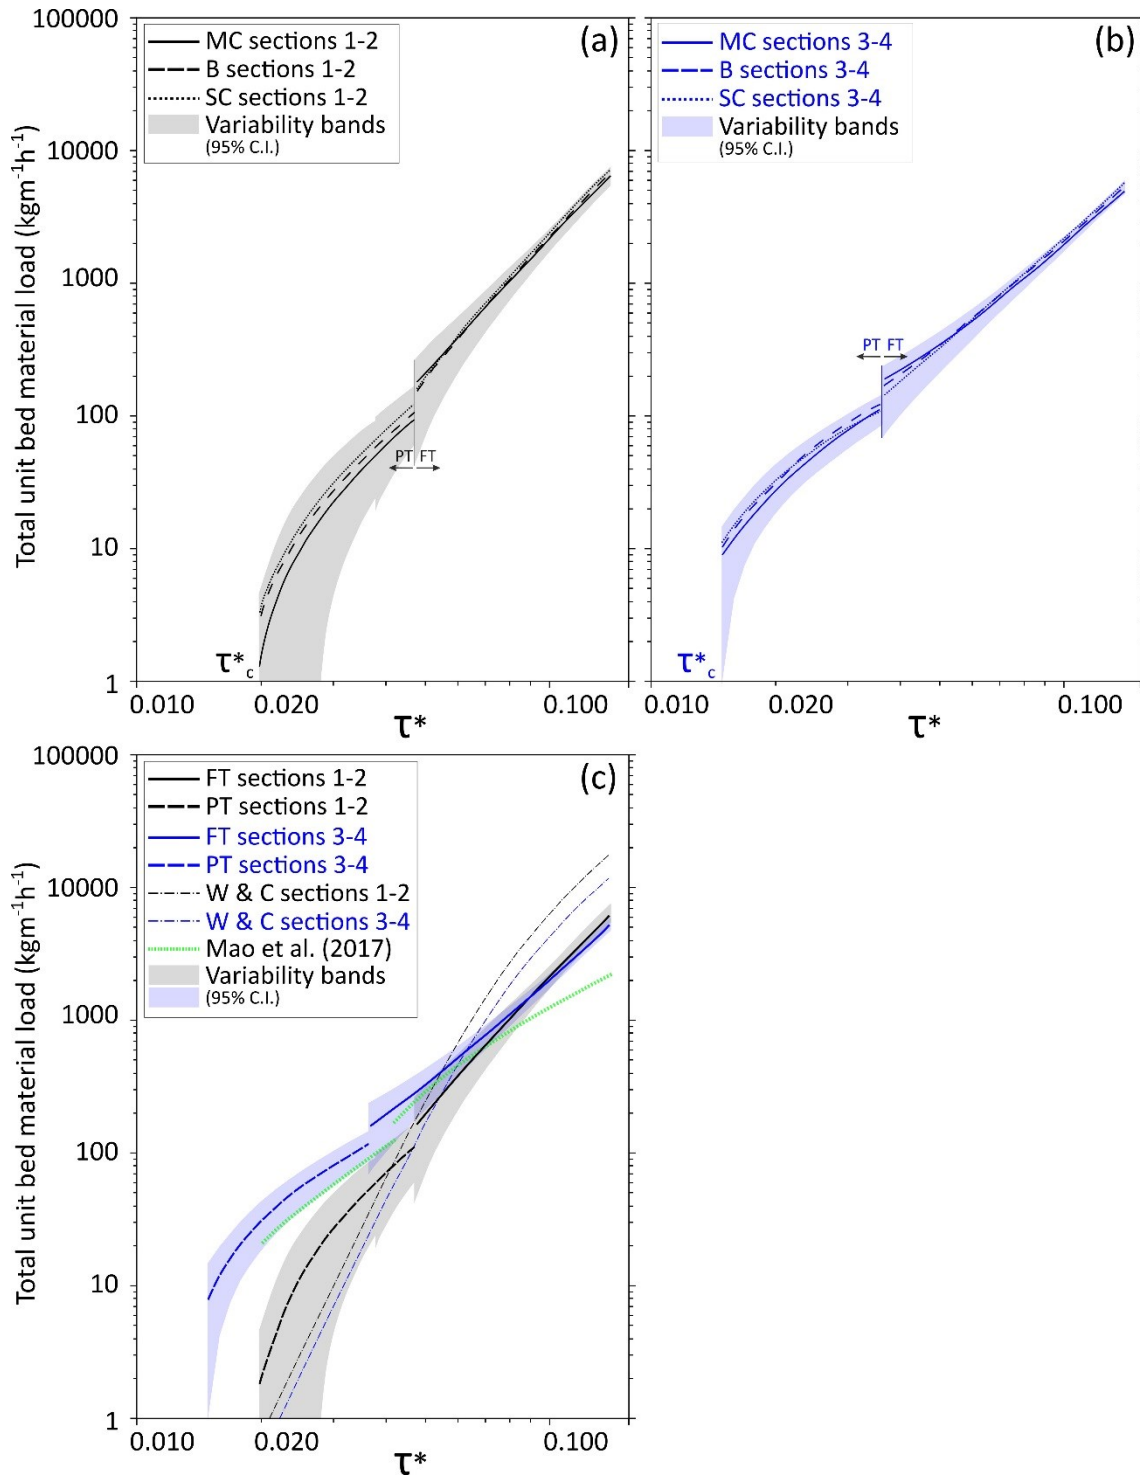 (a)
MC sections 1-2
B sections 1-2
SC sections 1-2
Variability bands
(95% C.I.)
100000
10000
1000
100
10
1
Total unit bed material load (kgm⁻¹h⁻¹)
PT FT
τ*c
0.010 0.020 0.100
τ*
(b)
MC sections 3-4
B sections 3-4
SC sections 3-4
Variability bands
(95% C.I.)
PT FT
τ*c
0.010 0.020 0.100
τ*
(c)
FT sections 1-2
PT sections 1-2
FT sections 3-4
PT sections 3-4
W & C sections 1-2
W & C sections 3-4
Mao et al. (2017)
Variability bands
(95% C.I.)
100000
10000
1000
100
10
1
Total unit bed material load (kgm⁻¹h⁻¹)
0.010 0.020 0.100
τ*